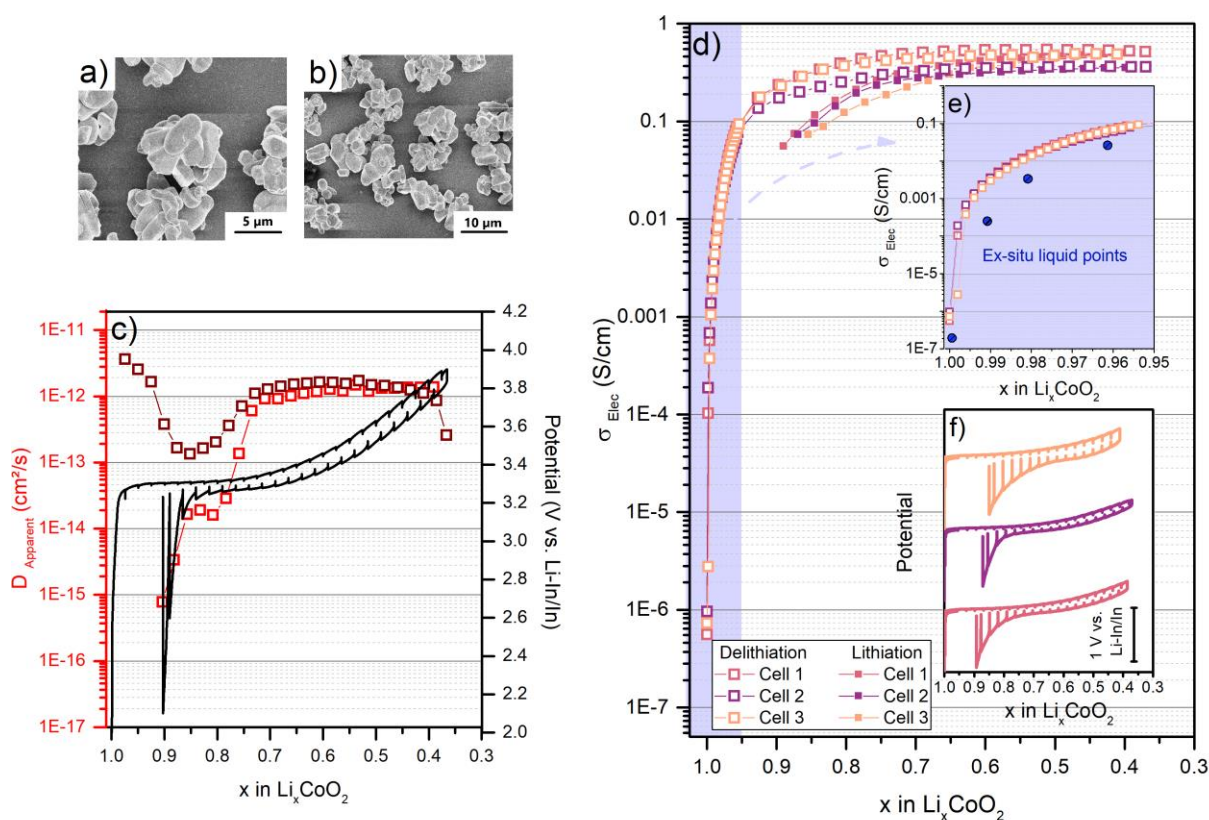 a)
5 µm
b)
10 µm
c)
1E-11
1E-12
1E-13
1E-14
1E-15
1E-16
1E-17
D Apparent (cm²/s)
4.2
4.0
3.8
3.6
3.4
3.2
3.0
2.8
2.6
2.4
2.2
2.0
Potential (V vs. Li-In/In)
1.0 0.9 0.8 0.7 0.6 0.5 0.4 0.3
x in LixCoO2
d)
1
0.1
0.01
0.001
1E-4
1E-5
1E-6
1E-7
σ Elec (S/cm)
1.0 0.9 0.8 0.7 0.6 0.5 0.4 0.3
x in LixCoO2
Delithiation Lithiation
Cell 1 Cell 1
Cell 2 Cell 2
Cell 3 Cell 3
e)
0.1
0.001
1E-5
1E-7
σ Elec (S/cm)
Ex-situ liquid points
1.00 0.99 0.98 0.97 0.96 0.95
x in LixCoO2
f)
Potential
1 V vs.
Li-In/In
1.0 0.9 0.8 0.7 0.6 0.5 0.4 0.3
x in LixCoO2